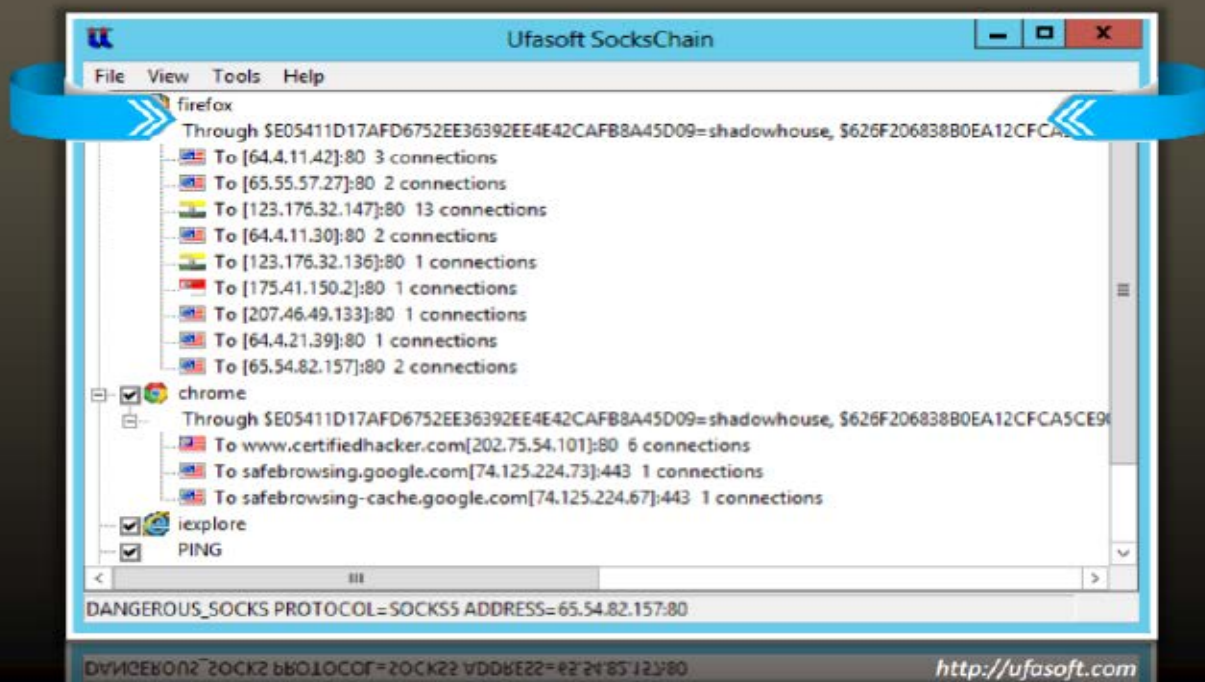 Ufasoft SocksChain
File View Tools Help
firefox
Through $E05411D17AFD6752EE36392EE4E42CAFB8A45D09=shadowhouse, $626F206838B0EA12CFCA
To [64.4.11.42]:80 3 connections
To [65.55.57.27]:80 2 connections
To [123.176.32.147]:80 13 connections
To [64.4.11.30]:80 2 connections
To [123.176.32.136]:80 1 connections
To [175.41.150.2]:80 1 connections
To [207.46.49.133]:80 1 connections
To [64.4.21.39]:80 1 connections
To [65.54.82.157]:80 2 connections
chrome
Through $E05411D17AFD6752EE36392EE4E42CAFB8A45D09=shadowhouse, $626F206838B0EA12CFCA5CE9
To www.certifiedhacker.com[202.75.54.101]:80 6 connections
To safebrowsing.google.com[74.125.224.73]:443 1 connections
To safebrowsing-cache.google.com[74.125.224.67]:443 1 connections
iexplore
PING
DANGEROUS_SOCKS PROTOCOL=SOCKS5 ADDRESS=65.54.82.157:80
http://ufasoft.com